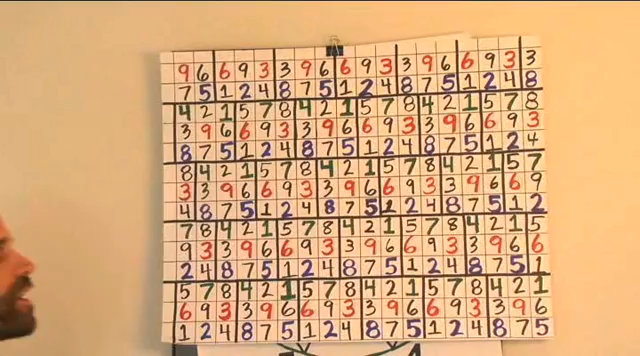 9 6 6 9 3 3 9 6 6 9 3 3 9 6 6 9 3 3
7 5 1 2 4 8 7 5 1 2 4 8 7 5 1 2 4 8
4 2 1 5 7 8 4 2 1 5 7 8 4 2 1 5 7 8
3 9 6 6 9 3 3 9 6 6 9 3 3 9 6 6 9 3
8 7 5 1 2 4 8 7 5 1 2 4 8 7 5 1 2 4
8 4 2 1 5 7 8 4 2 1 5 7 8 4 2 1 5 7
3 3 9 6 6 9 3 3 9 6 6 9 3 3 9 6 6 9
4 8 7 5 1 2 4 8 7 5 1 2 4 8 7 5 1 2
7 8 4 2 1 5 7 8 4 2 1 5 7 8 4 2 1 5
9 3 3 9 6 6 9 3 3 9 6 6 9 3 3 9 6 6
2 4 8 7 5 1 2 4 8 7 5 1 2 4 8 7 5 1
5 7 8 4 2 1 5 7 8 4 2 1 5 7 8 4 2 1
6 9 3 3 9 6 6 9 3 3 9 6 6 9 3 3 9 6
1 2 4 8 7 5 1 2 4 8 7 5 1 2 4 8 7 5